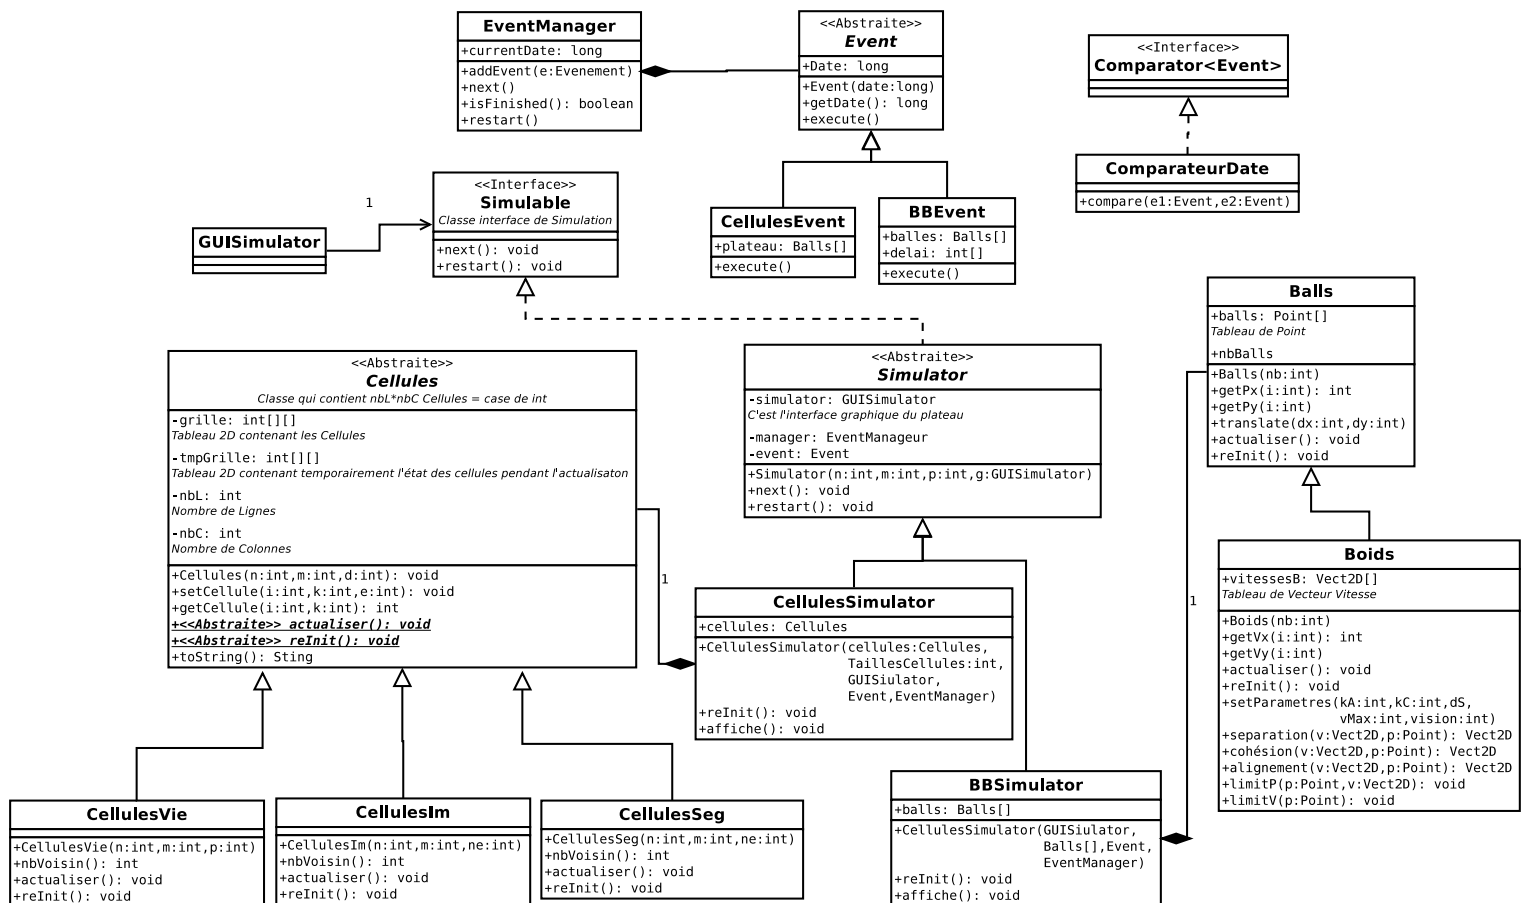 EventManager
+currentDate: long
+addEvent(e:Evenement)
+next()
+isFinished(): boolean
+restart()
<<Abstraite>>
Event
+Date: long
+Event(date:long)
+getDate(): long
+execute()
<<Interface>>
Comparator<Event>
ComparateurDate
+compare(e1:Event,e2:Event)
GUISimulator
1
<<Interface>>
Simulable
Classe interface de Simulation
+next(): void
+restart(): void
CellulesEvent
+plateau: Balls[]
+execute()
BBEvent
+balles: Balls[]
+delai: int[]
+execute()
Balls
+balls: Point[]
Tableau de Point
+nbBalls
+Balls(nb:int)
+getPx(i:int): int
+getPy(i:int)
+translate(dx:int,dy:int)
+actualiser(): void
+reInit(): void
<<Abstraite>>
Cellules
Classe qui contient nbL*nbC Cellules = case de int
-grille: int[][]
Tableau 2D contenant les Cellules
-tmpGrille: int[][]
Tableau 2D contenant temporairement l'état des cellules pendant l'actualisaton
-nbL: int
Nombre de Lignes
-nbC: int
Nombre de Colonnes
+Cellules(n:int,m:int,d:int): void
+setCellule(i:int,k:int,e:int): void
+getCellule(i:int,k:int): int
+<<Abstraite>> actualiser(): void
+<<Abstraite>> reInit(): void
+toString(): Sting
<<Abstraite>>
Simulator
-simulator: GUISimulator
C'est l'interface graphique du plateau
-manager: EventManageur
-event: Event
+Simulator(n:int,m:int,p:int,g:GUISimulator)
+next(): void
+restart(): void
1
CellulesSimulator
+cellules: Cellules
+CellulesSimulator(cellules:Cellules,
TaillesCellules:int,
GUISiulator,
Event,EventManager)
+reInit(): void
+affiche(): void
1
Boids
+vitessesB: Vect2D[]
Tableau de Vecteur Vitesse
+Boids(nb:int)
+getVx(i:int): int
+getVy(i:int)
+actualiser(): void
+reInit(): void
+setParametres(kA:int,kC:int,dS,
vMax:int,vision:int)
+separation(v:Vect2D,p:Point): Vect2D
+cohésion(v:Vect2D,p:Point): Vect2D
+alignement(v:Vect2D,p:Point): Vect2D
+limitP(p:Point,v:Vect2D): void
+limitV(p:Point): void
CellulesVie
+CellulesVie(n:int,m:int,p:int)
+nbVoisin(): int
+actualiser(): void
+reInit(): void
CellulesIm
+CellulesIm(n:int,m:int,ne:int)
+nbVoisin(): int
+actualiser(): void
+reInit(): void
CellulesSeg
+CellulesSeg(n:int,m:int,ne:int)
+nbVoisin(): int
+actualiser(): void
+reInit(): void
BBSimulator
+balls: Balls[]
+CellulesSimulator(GUISiulator,
Balls[],Event,
EventManager)
+reInit(): void
+affiche(): void